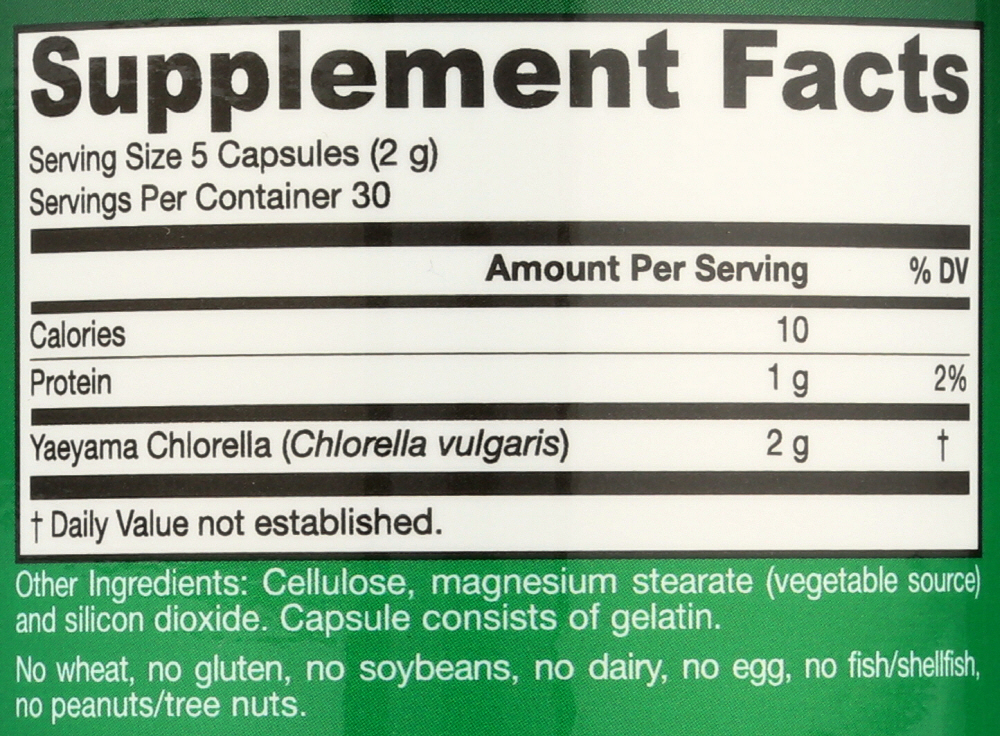 Supplement Facts
Serving Size 5 Capsules (2 g)
Servings Per Container 30
Amount Per Serving % DV
Calories 10
Protein 1 g 2%
Yaeyama Chlorella (Chlorella vulgaris) 2 g †
† Daily Value not established.
Other Ingredients: Cellulose, magnesium stearate (vegetable source)
and silicon dioxide. Capsule consists of gelatin.
No wheat, no gluten, no soybeans, no dairy, no egg, no fish/shellfish,
no peanuts/tree nuts.